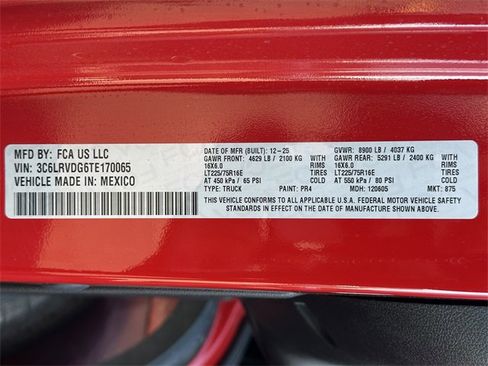 MFD BY: FCA US LLC
VIN: 3C6LRVDG6TE170065
VEHICLE MADE IN: MEXICO
DATE OF MFR (BUILT): 12-25 GVWR: 8900 LB / 4037 KG
GAWR FRONT: 4629 LB / 2100 KG WITH GAWR REAR: 5291 LB / 2400 KG WITH
16X6.0 RIMS 16X6.0 RIMS
LT225/75R16E TIRES LT225/75R16E TIRES
AT 450 kPa / 65 PSI COLD AT 550 kPa / 80 PSI COLD
TYPE: TRUCK PAINT: PR4 MDH: 120605 MKT: 875
THIS VEHICLE CONFORMS TO ALL APPLICABLE U.S.A. FEDERAL MOTOR VEHICLE SAFETY
STANDARDS IN EFFECT ON THE DATE OF MANUFACTURE SHOWN ABOVE.